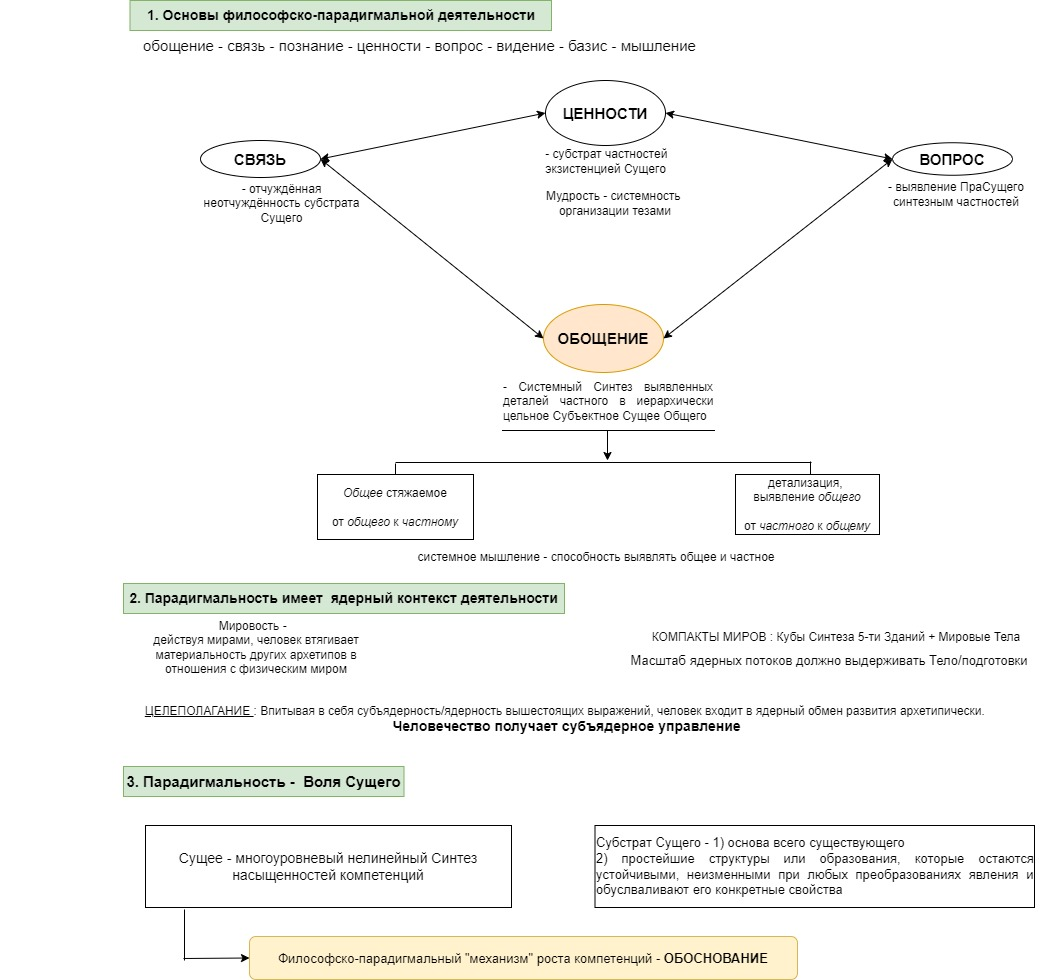 1. Основы философско-парадигмальной деятельности
обощение - связь - познание - ценности - вопрос - видение - базис - мышление
ЦЕННОСТИ
- субстрат частностей
экзистенцией Сущего
Мудрость - системность
организации тезами
СВЯЗЬ
- отчуждённая
неотчуждённость субстрата
Сущего
ВОПРОС
- выявление ПраСущего
синтезным частностей
ОБОЩЕНИЕ
- Системный Синтез выявленных
деталей частного в иерархически
цельное Субъектное Сущее Общего
Общее стяжаемое
от общего к частному
детализация,
выявление общего
от частного к общему
системное мышление - способность выявлять общее и частное
2. Парадигмальность имеет ядерный контекст деятельности
Мировость -
действуя мирами, человек втягивает
материальность других архетипов в
отношения с физическим миром
КОМПАКТЫ МИРОВ : Кубы Синтеза 5-ти Зданий + Мировые Тела
Масштаб ядерных потоков должно выдерживать Тело/подготовки
ЦЕЛЕПОЛАГАНИЕ : Впитывая в себя субъядерность/ядерность вышестоящих выражений, человек входит в ядерный обмен развития архетипически.
Человечество получает субъядерное управление
3. Парадигмальность - Воля Сущего
Сущее - многоуровневый нелинейный Синтез
насыщенностей компетенций
Субстрат Сущего - 1) основа всего существующего
2) простейшие структуры или образования, которые остаются
устойчивыми, неизменными при любых преобразованиях явления и
обуслваливают его конкретные свойства
Философско-парадигмальный "механизм" роста компетенций - ОБОСНОВАНИЕ